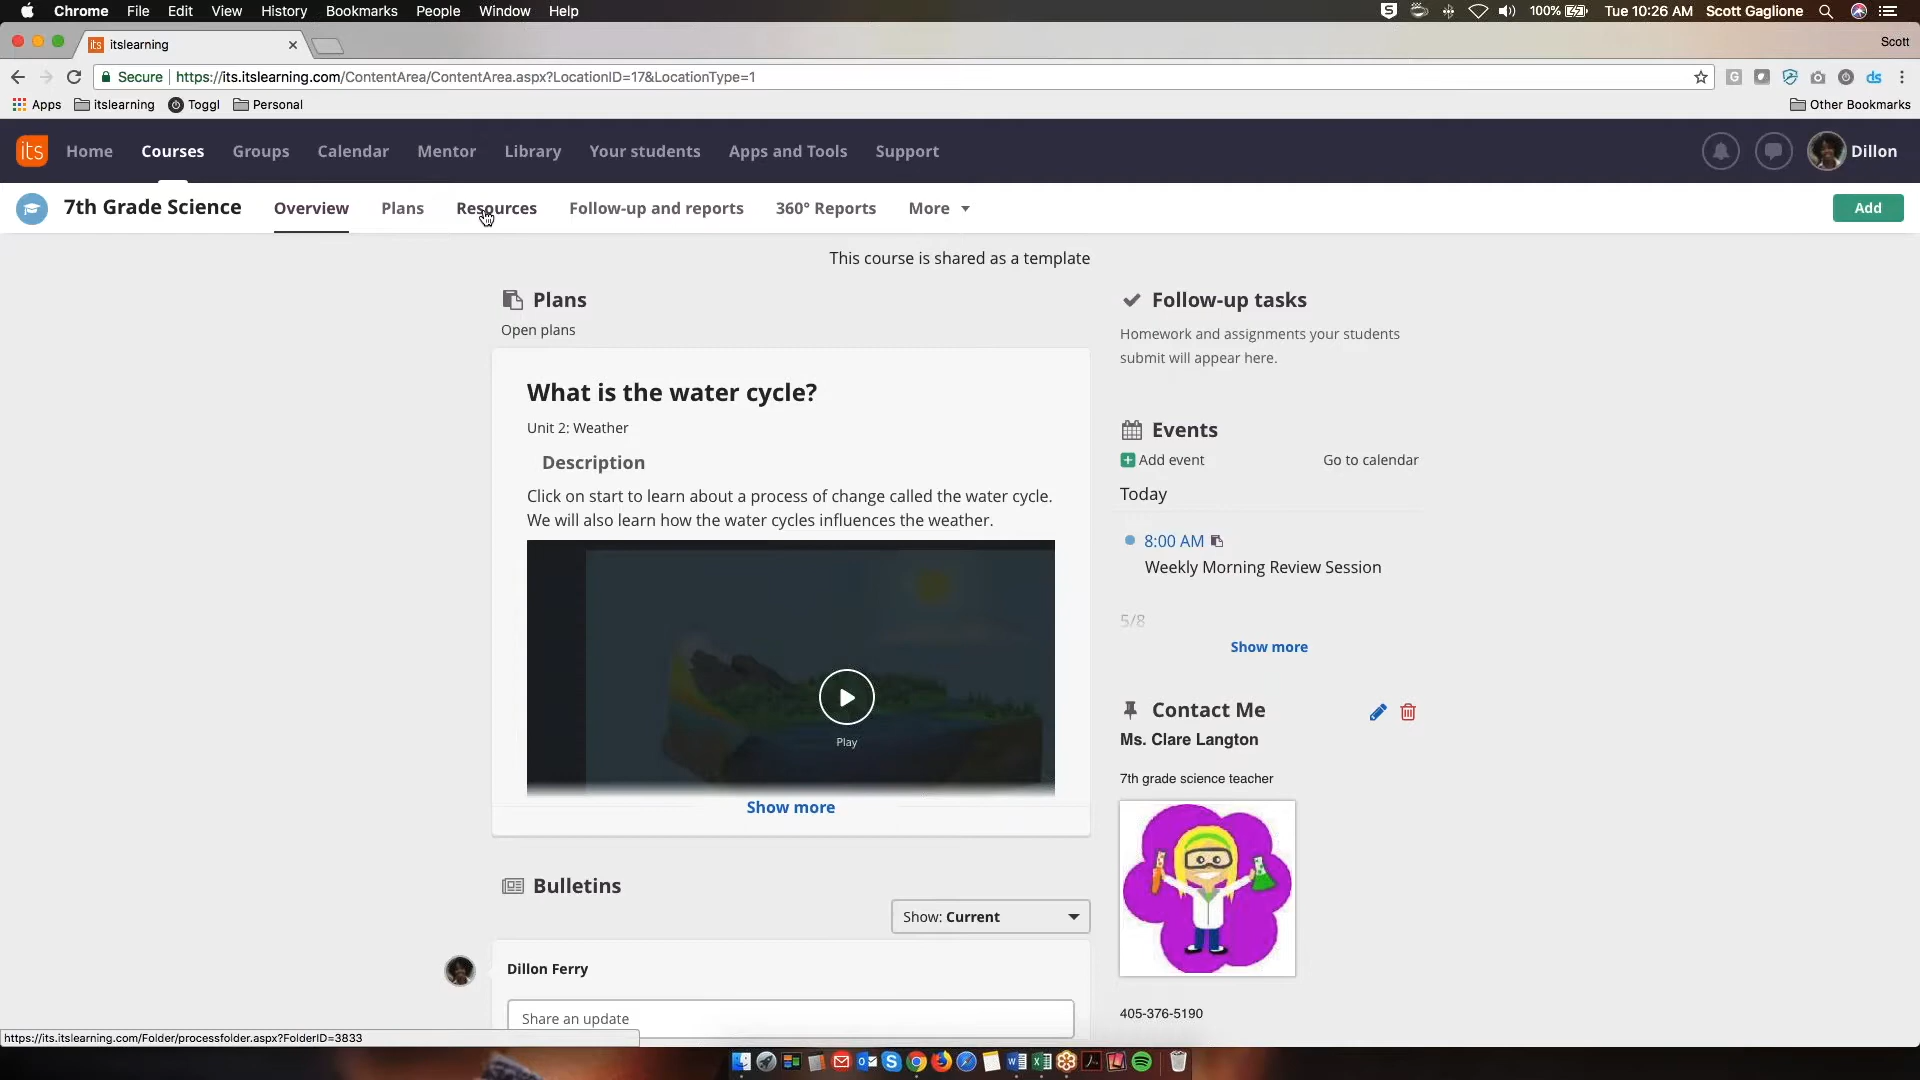 Chrome File Edit View History Bookmarks People Window Help
100% Tue 10:26 AM Scott Gaglione
its itslearning
Scott
Secure https://its.itslearning.com/ContentArea/ContentArea.aspx?LocationID=17&LocationType=1
Apps itslearning Toggl Personal Other Bookmarks
its Home Courses Groups Calendar Mentor Library Your students Apps and Tools Support Dillon
7th Grade Science Overview Plans Resources Follow-up and reports 360° Reports More Add
This course is shared as a template
Plans
Open plans
What is the water cycle?
Unit 2: Weather
Description
Click on start to learn about a process of change called the water cycle.
We will also learn how the water cycles influences the weather.
Play
Show more
Bulletins
Show: Current
Dillon Ferry
Share an update
Follow-up tasks
Homework and assignments your students
submit will appear here.
Events
Add event Go to calendar
Today
8:00 AM
Weekly Morning Review Session
5/8
Show more
Contact Me
Ms. Clare Langton
7th grade science teacher
405-376-5190
https://its.itslearning.com/Folder/processfolder.aspx?FolderID=3833